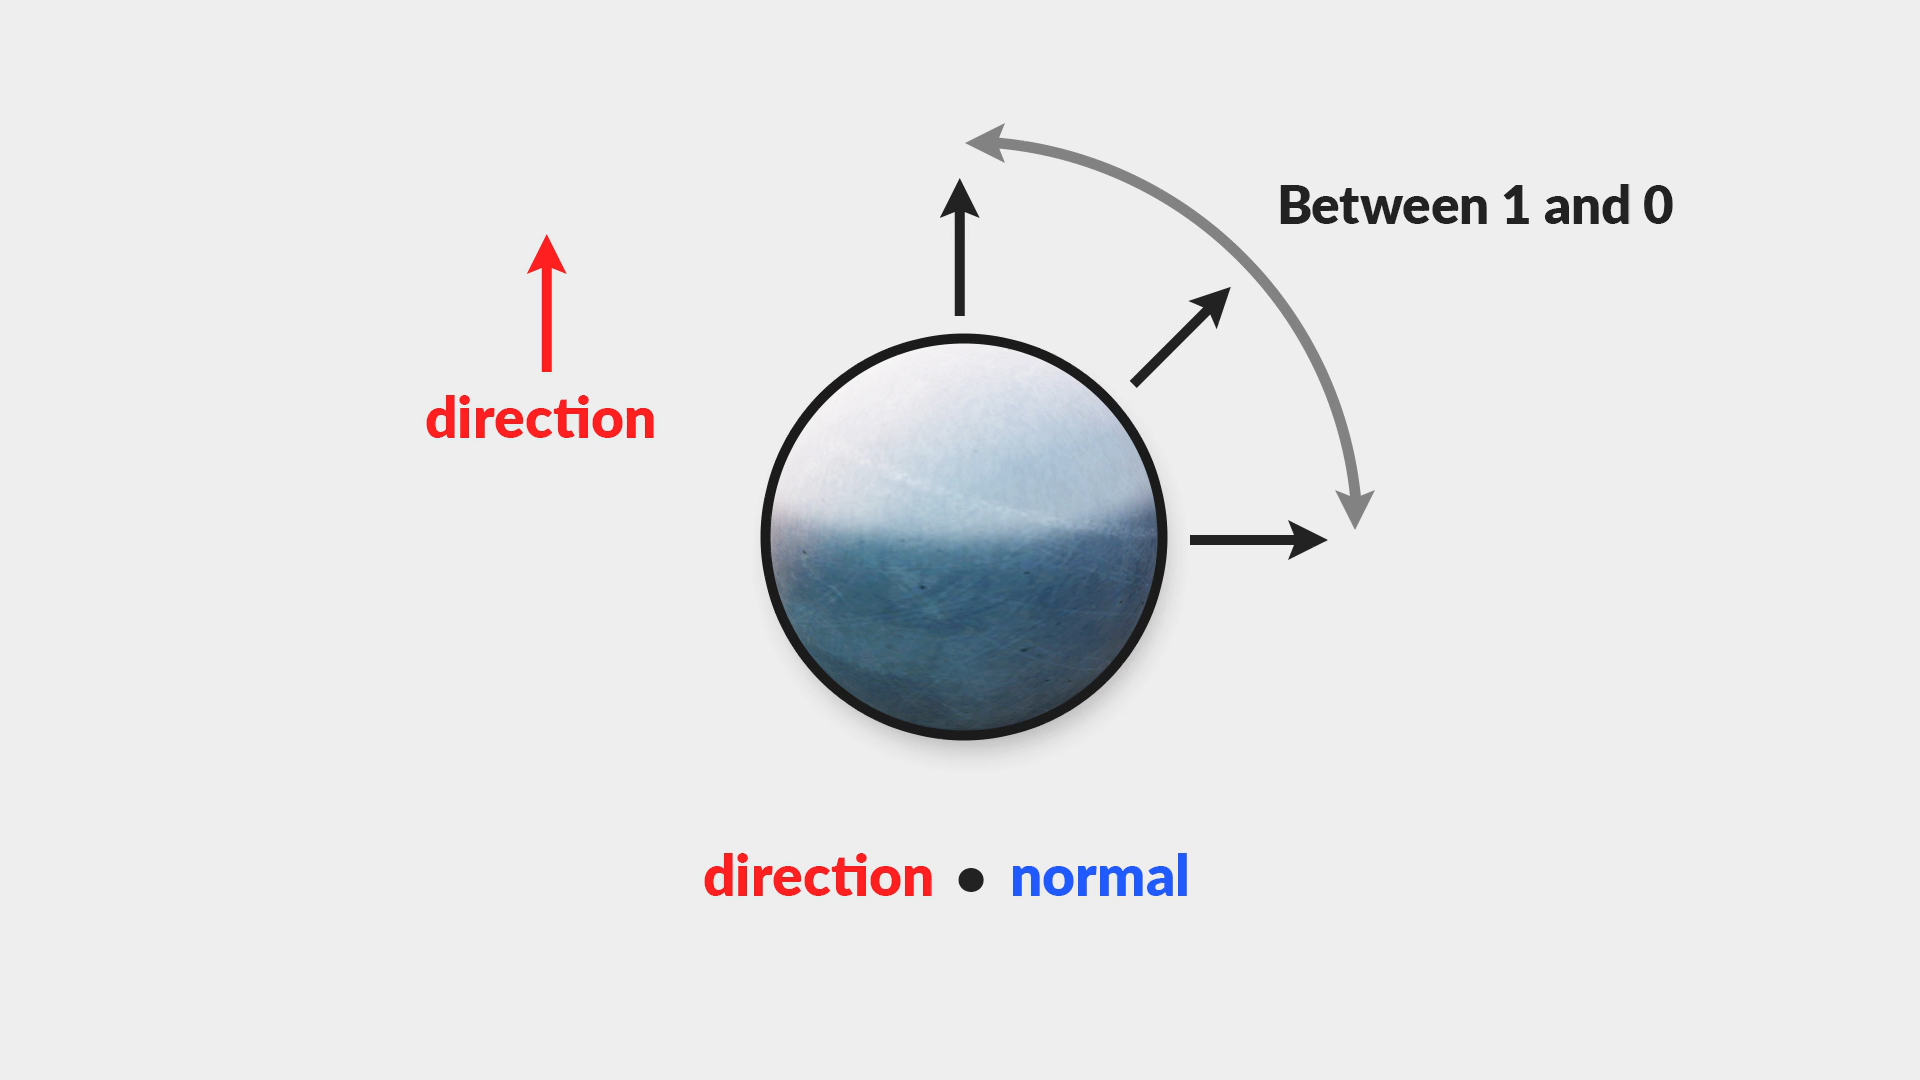 Between 1 and 0
direction
direction • normal